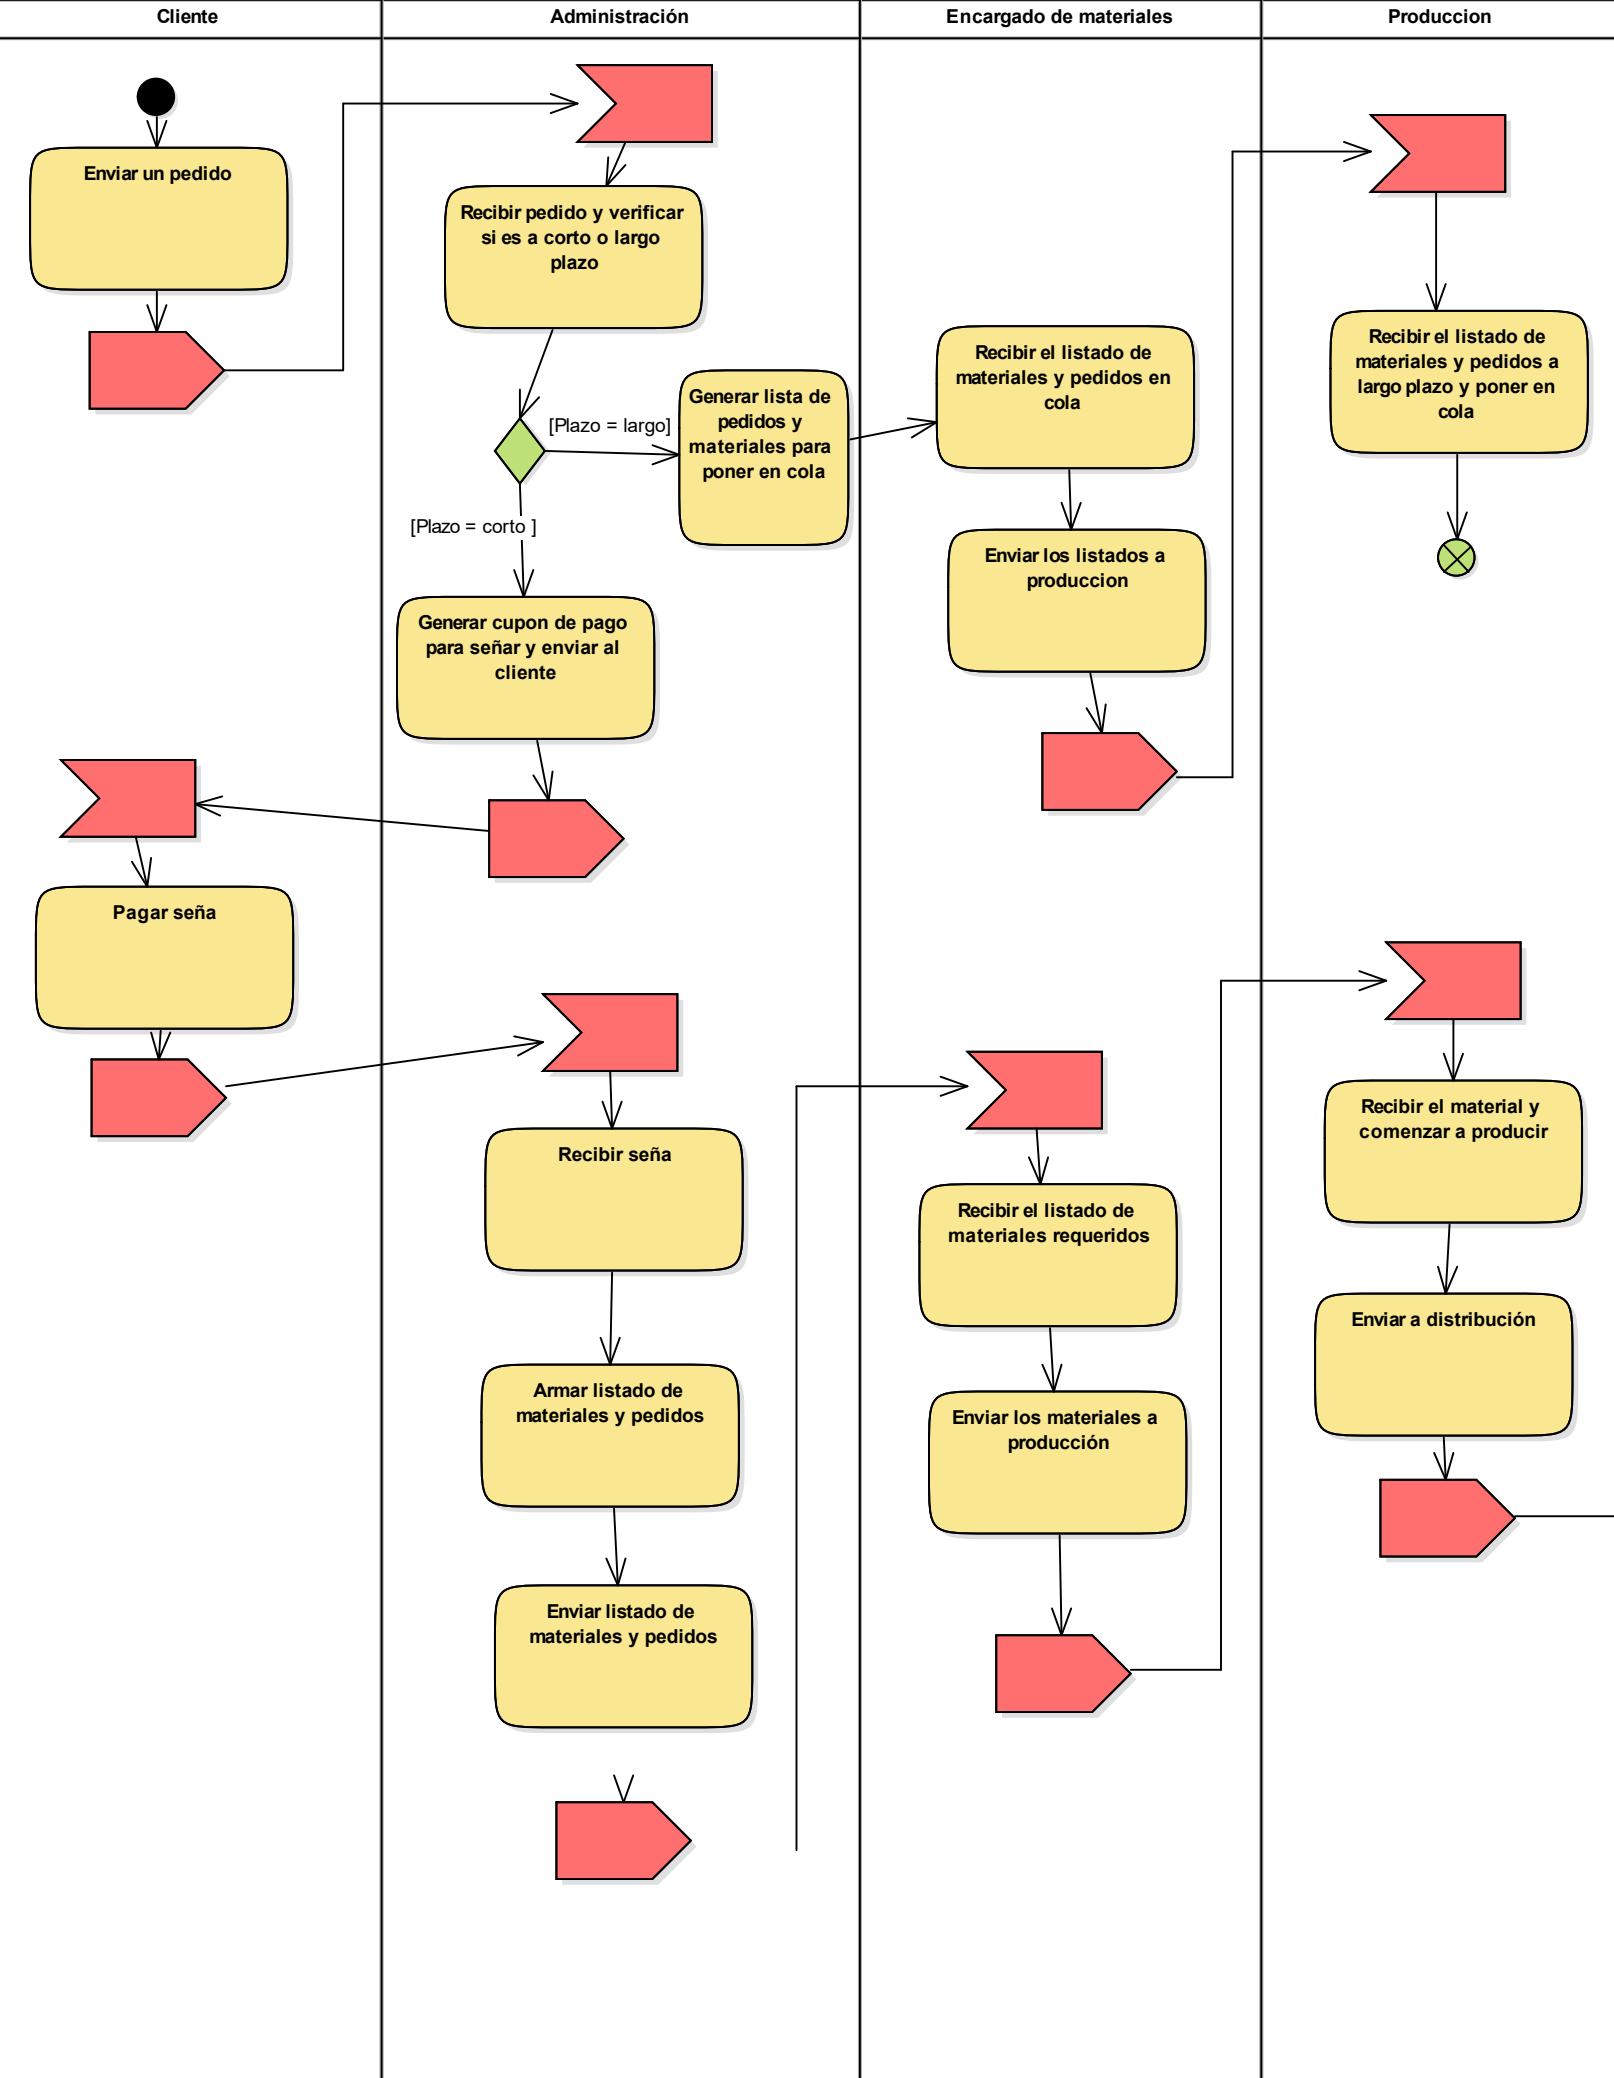 Cliente
Administración
Encargado de materiales
Produccion
Enviar un pedido
Recibir pedido y verificar
si es a corto o largo
plazo
[Plazo = largo]
[Plazo = corto ]
Generar lista de
pedidos y
materiales para
poner en cola
Recibir el listado de
materiales y pedidos en
cola
Recibir el listado de
materiales y pedidos a
largo plazo y poner en
cola
Enviar los listados a
produccion
Generar cupon de pago
para señar y enviar al
cliente
Pagar seña
Recibir seña
Armar listado de
materiales y pedidos
Enviar listado de
materiales y pedidos
Recibir el listado de
materiales requeridos
Enviar los materiales a
producción
Recibir el material y
comenzar a producir
Enviar a distribución